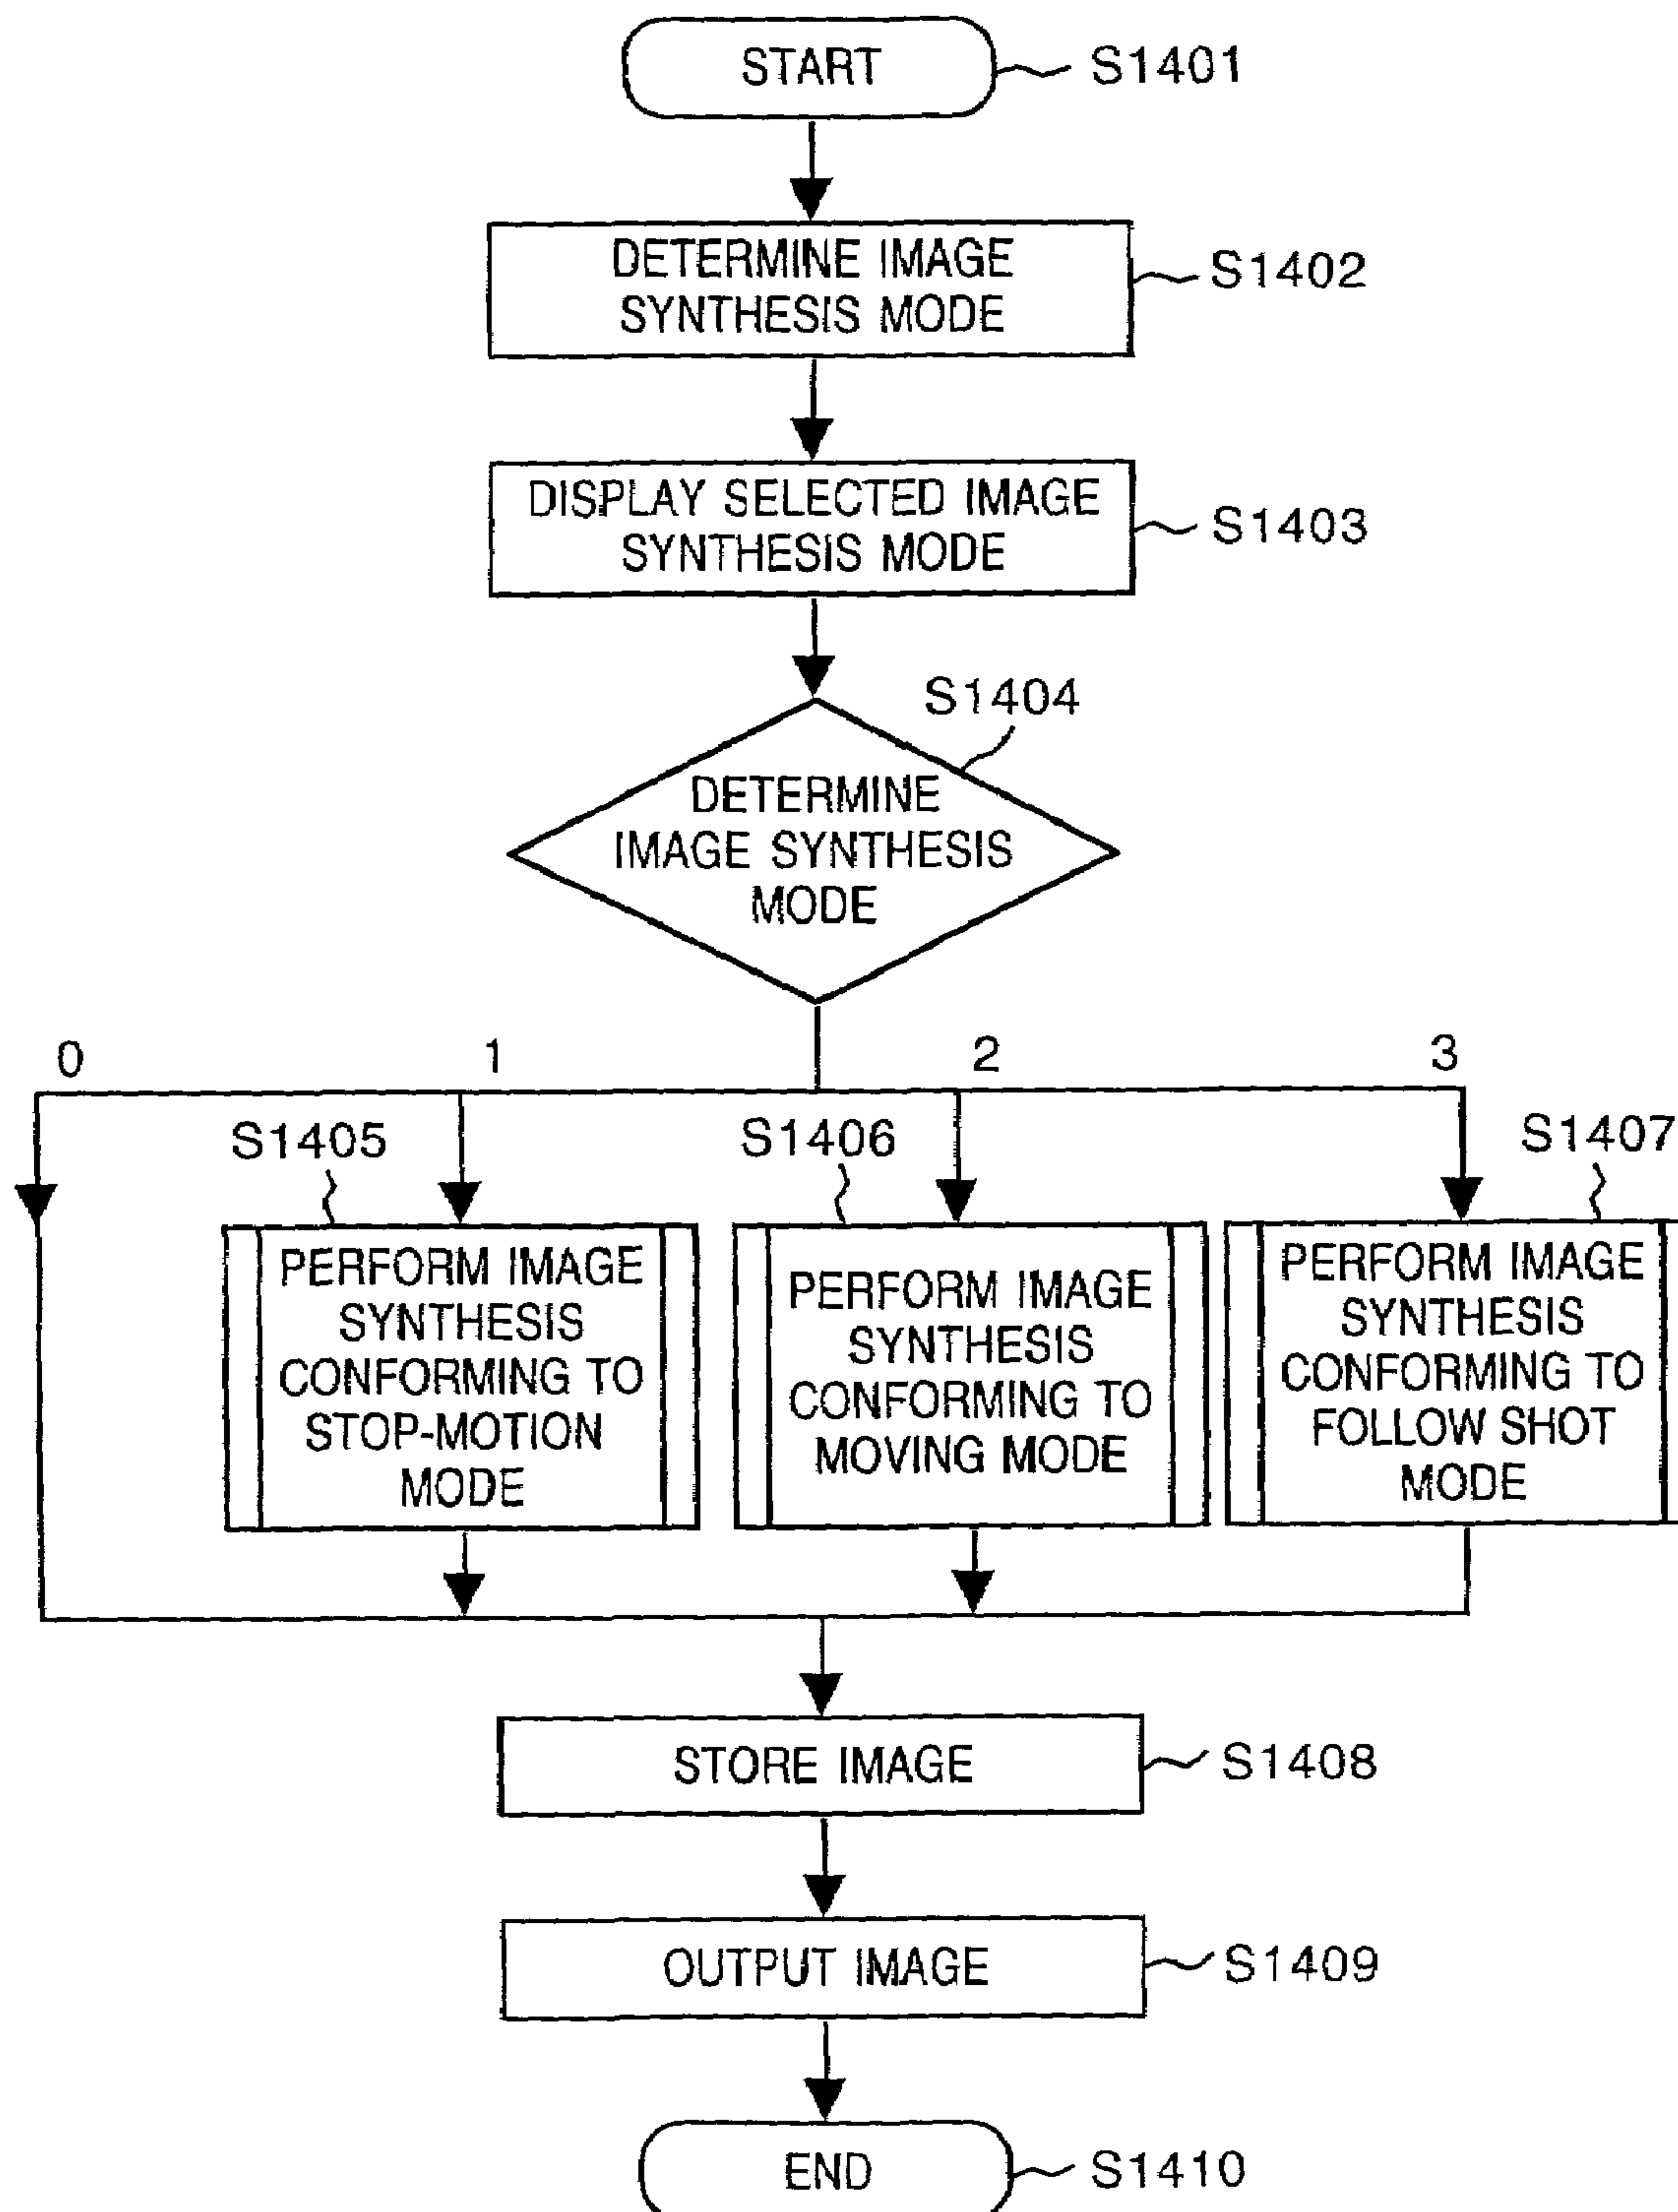 START
S1401
DETERMINE IMAGE
SYNTHESIS MODE
S1402
DISPLAY SELECTED IMAGE
SYNTHESIS MODE
S1403
S1404
DETERMINE
IMAGE SYNTHESIS
MODE
0
1
2
3
S1405
S1406
S1407
PERFORM IMAGE
SYNTHESIS
CONFORMING TO
STOP-MOTION
MODE
PERFORM IMAGE
SYNTHESIS
CONFORMING TO
MOVING MODE
PERFORM IMAGE
SYNTHESIS
CONFORMING TO
FOLLOW SHOT
MODE
STORE IMAGE
S1408
OUTPUT IMAGE
S1409
END
S1410